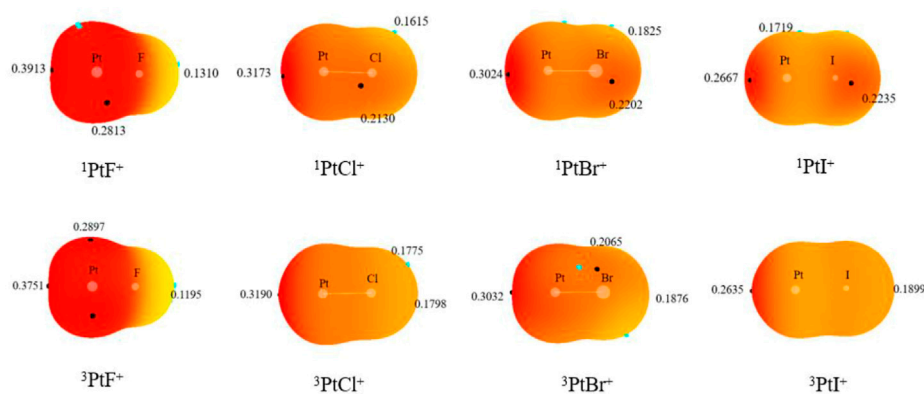 0.3913
Pt
F
0.1310
0.2813
¹PtF⁺
0.1615
0.3173
Pt
Cl
0.2130
¹PtCl⁺
0.1825
0.3024
Pt
Br
0.2202
¹PtBr⁺
0.1719
0.2667
Pt
I
0.2235
¹PtI⁺
0.2897
0.3751
Pt
F
0.1195
³PtF⁺
0.1775
0.3190
Pt
Cl
0.1798
³PtCl⁺
0.2065
0.3032
Pt
Br
0.1876
³PtBr⁺
0.2635
Pt
I
0.1899
³PtI⁺